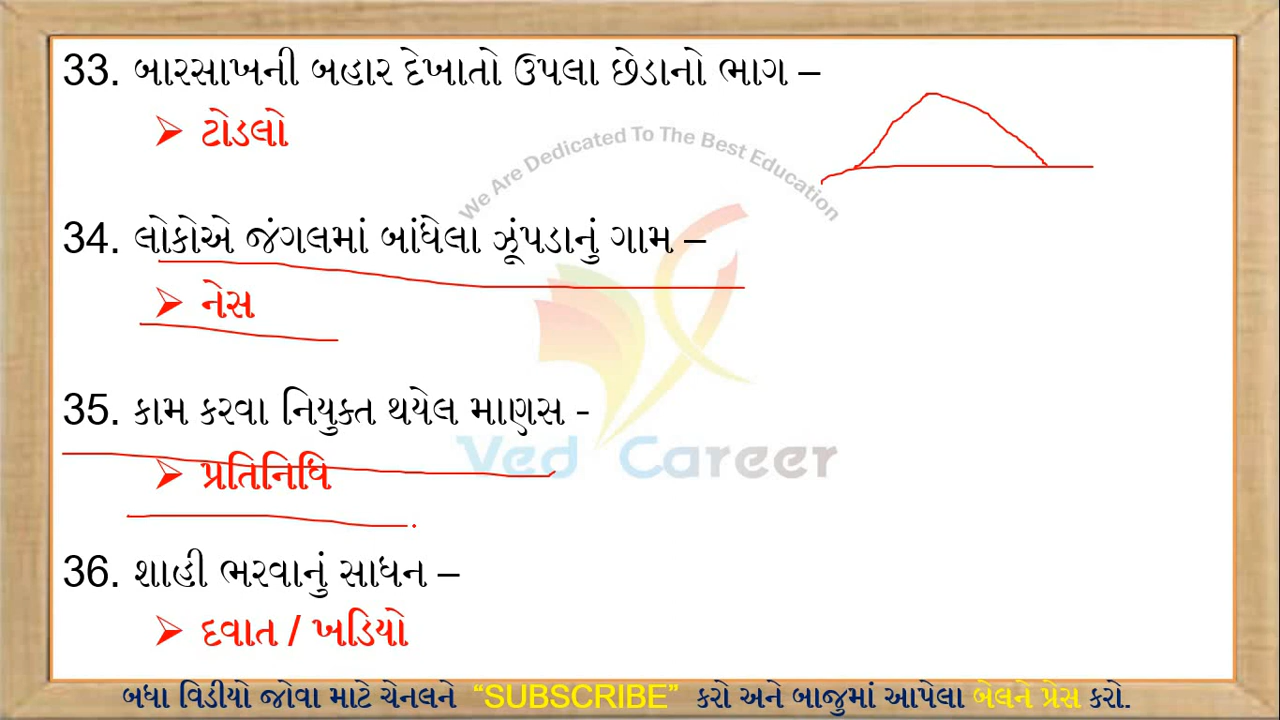 33. બારસાખની બહાર દેખાતો ઉપલા છેડાનો ભાગ –
➢ ટોડલો
We Are Dedicated To The Best Education
34. લોકોએ જંગલમાં બાંધેલા ઝૂંપડાનું ગામ –
➢ નેસ
35. કામ કરવા નિયુક્ત થયેલ માણસ -
Ved Career
➢ પ્રતિનિધિ
36. શાહી ભરવાનું સાધન –
➢ દવાત / ખડિયો
બધા વિડીયો જોવા માટે ચેનલને “SUBSCRIBE” કરો અને બાજુમાં આપેલા બેલને પ્રેસ કરો.